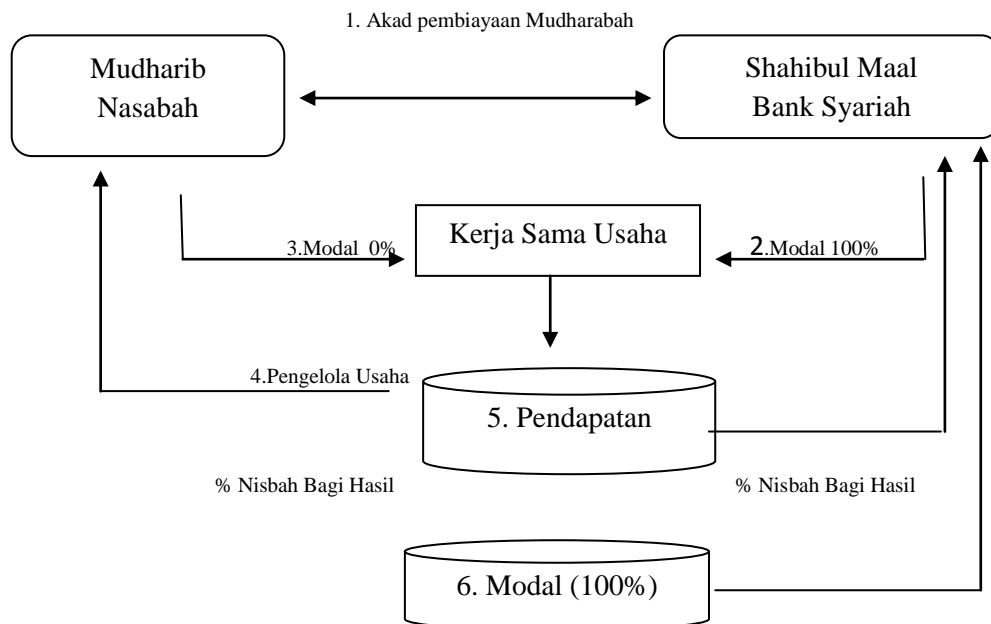 1. Akad pembiayaan Mudharabah
Mudharib
Nasabah
Shahibul Maal
Bank Syariah
Kerja Sama Usaha
3.Modal 0%
2.Modal 100%
4.Pengelola Usaha
5. Pendapatan
% Nisbah Bagi Hasil
% Nisbah Bagi Hasil
6. Modal (100%)